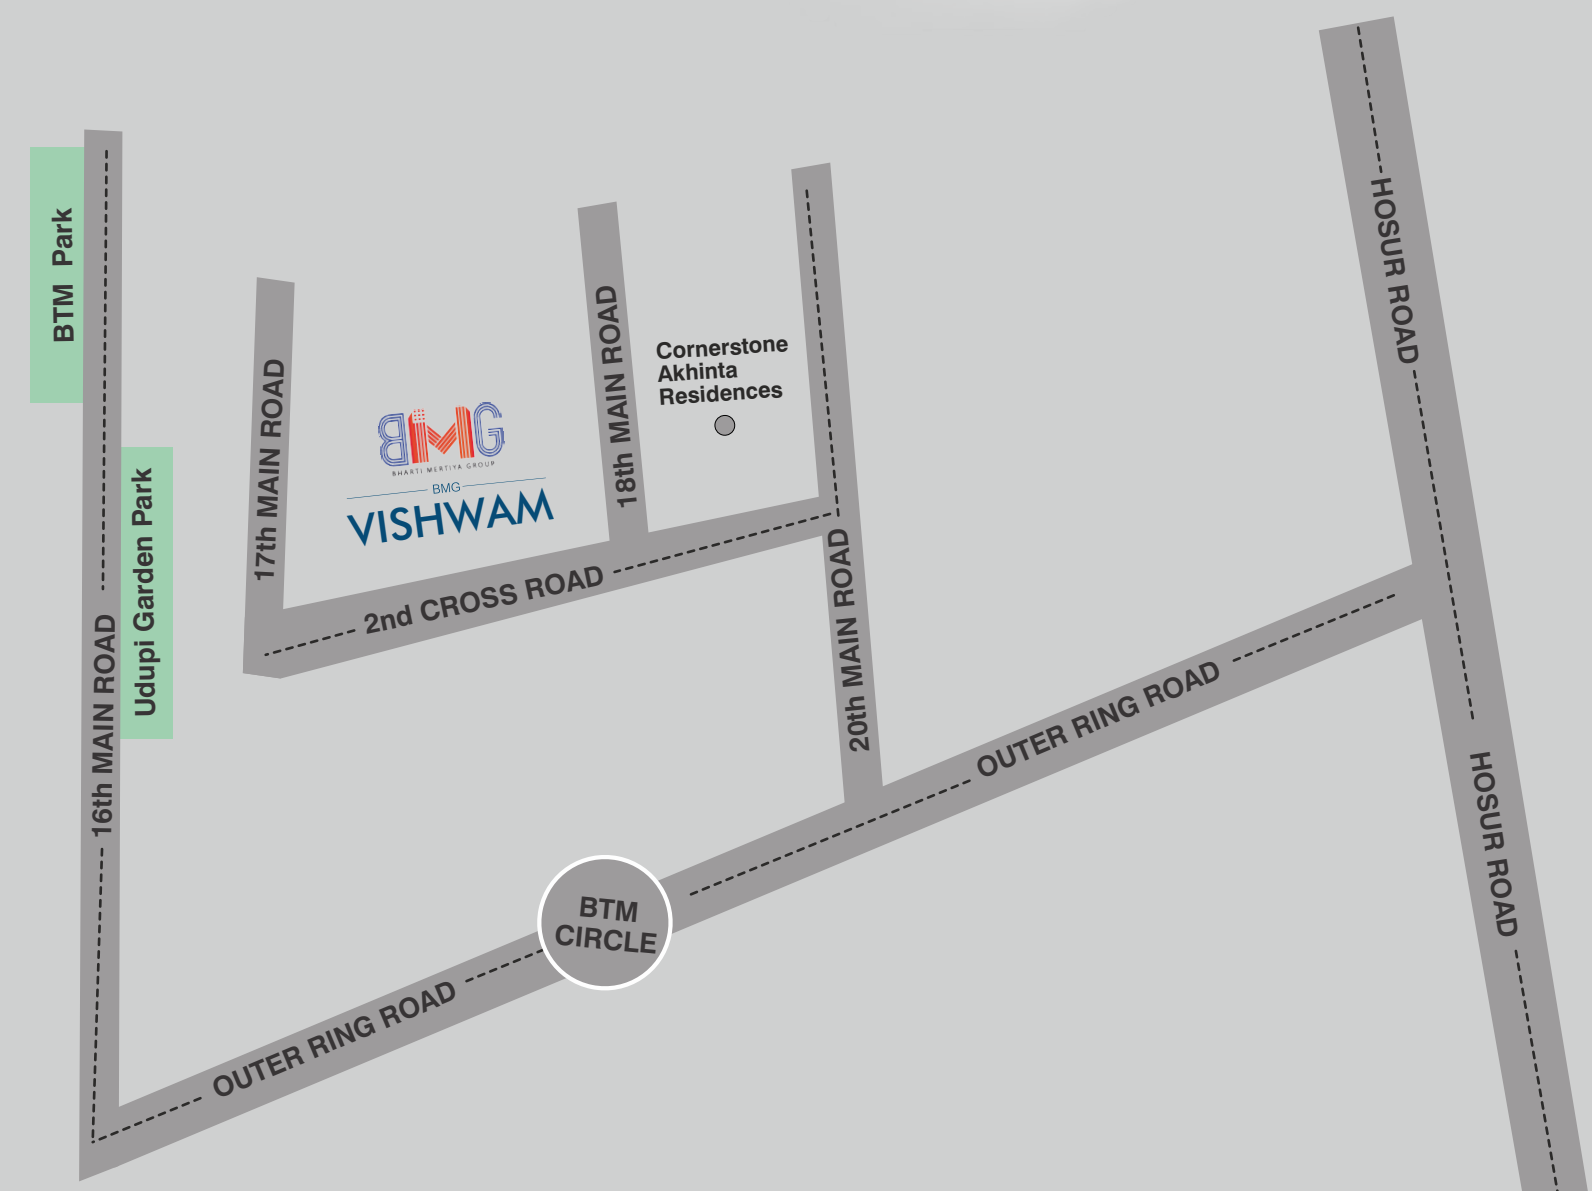 BTM Park
Udupi Garden Park
16th MAIN ROAD
17th MAIN ROAD
BMG
BHARTI MERTIYA GROUP
BMG
VISHWAM
18th MAIN ROAD
Cornerstone
Akhinta
Residences
2nd CROSS ROAD
20th MAIN ROAD
HOSUR ROAD
HOSUR ROAD
OUTER RING ROAD
BTM
CIRCLE
OUTER RING ROAD